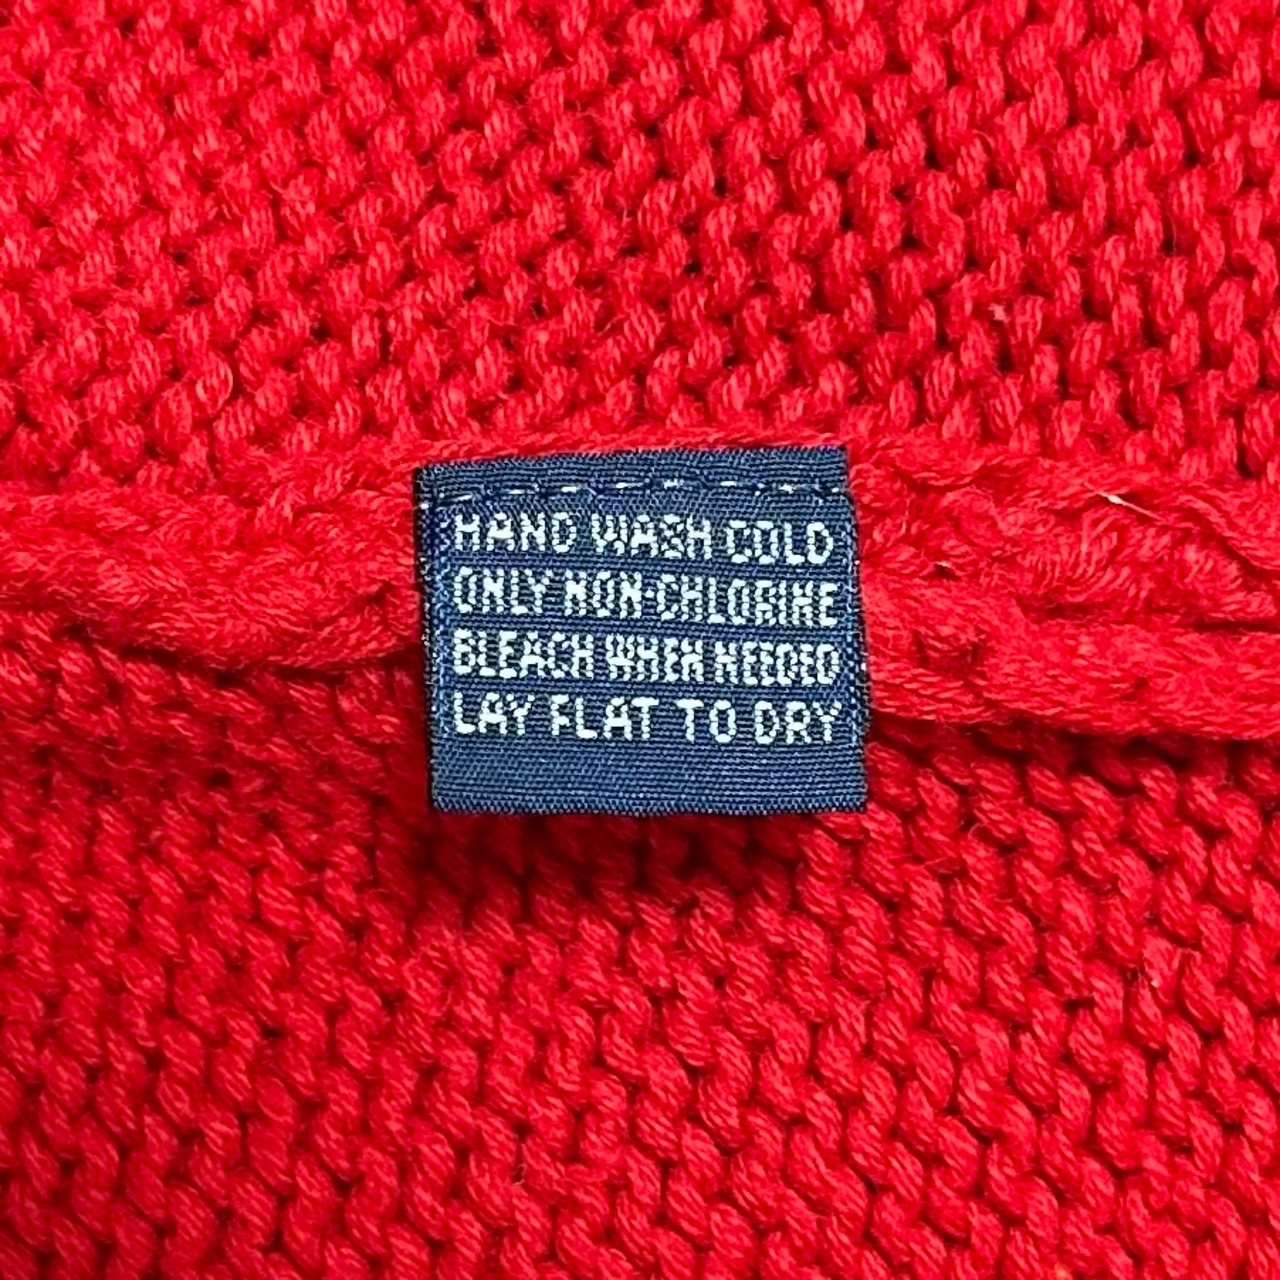 HAND WASH COLD
ONLY NON-CHLORINE
BLEACH WHEN NEEDED
LAY FLAT TO DRY